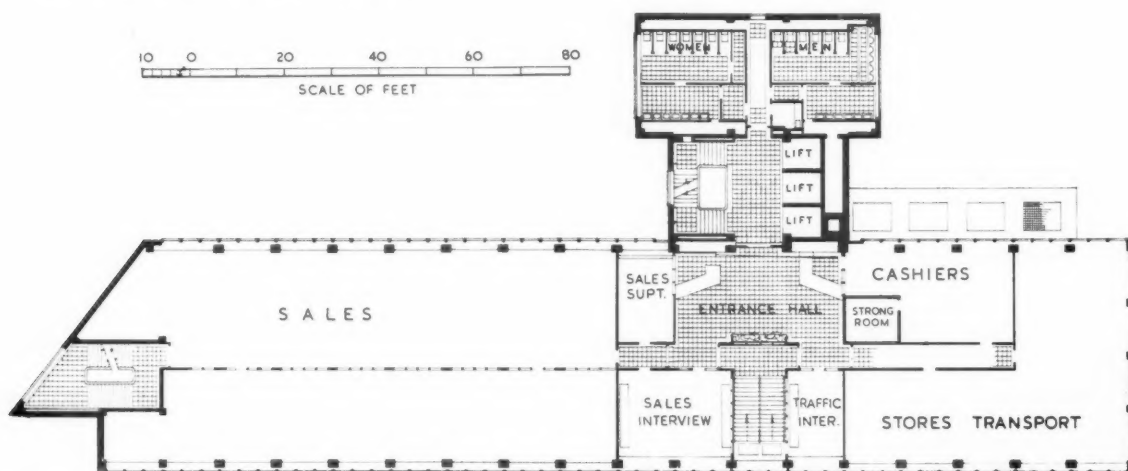 10 0 20 40 60 80
SCALE OF FEET
WOMEN
MEN
LIFT
LIFT
LIFT
SALES
SALES
SUPT.
ENTRANCE HALL
CASHIERS
STRONG
ROOM
SALES
INTERVIEW
TRAFFIC
INTER.
STORES TRANSPORT